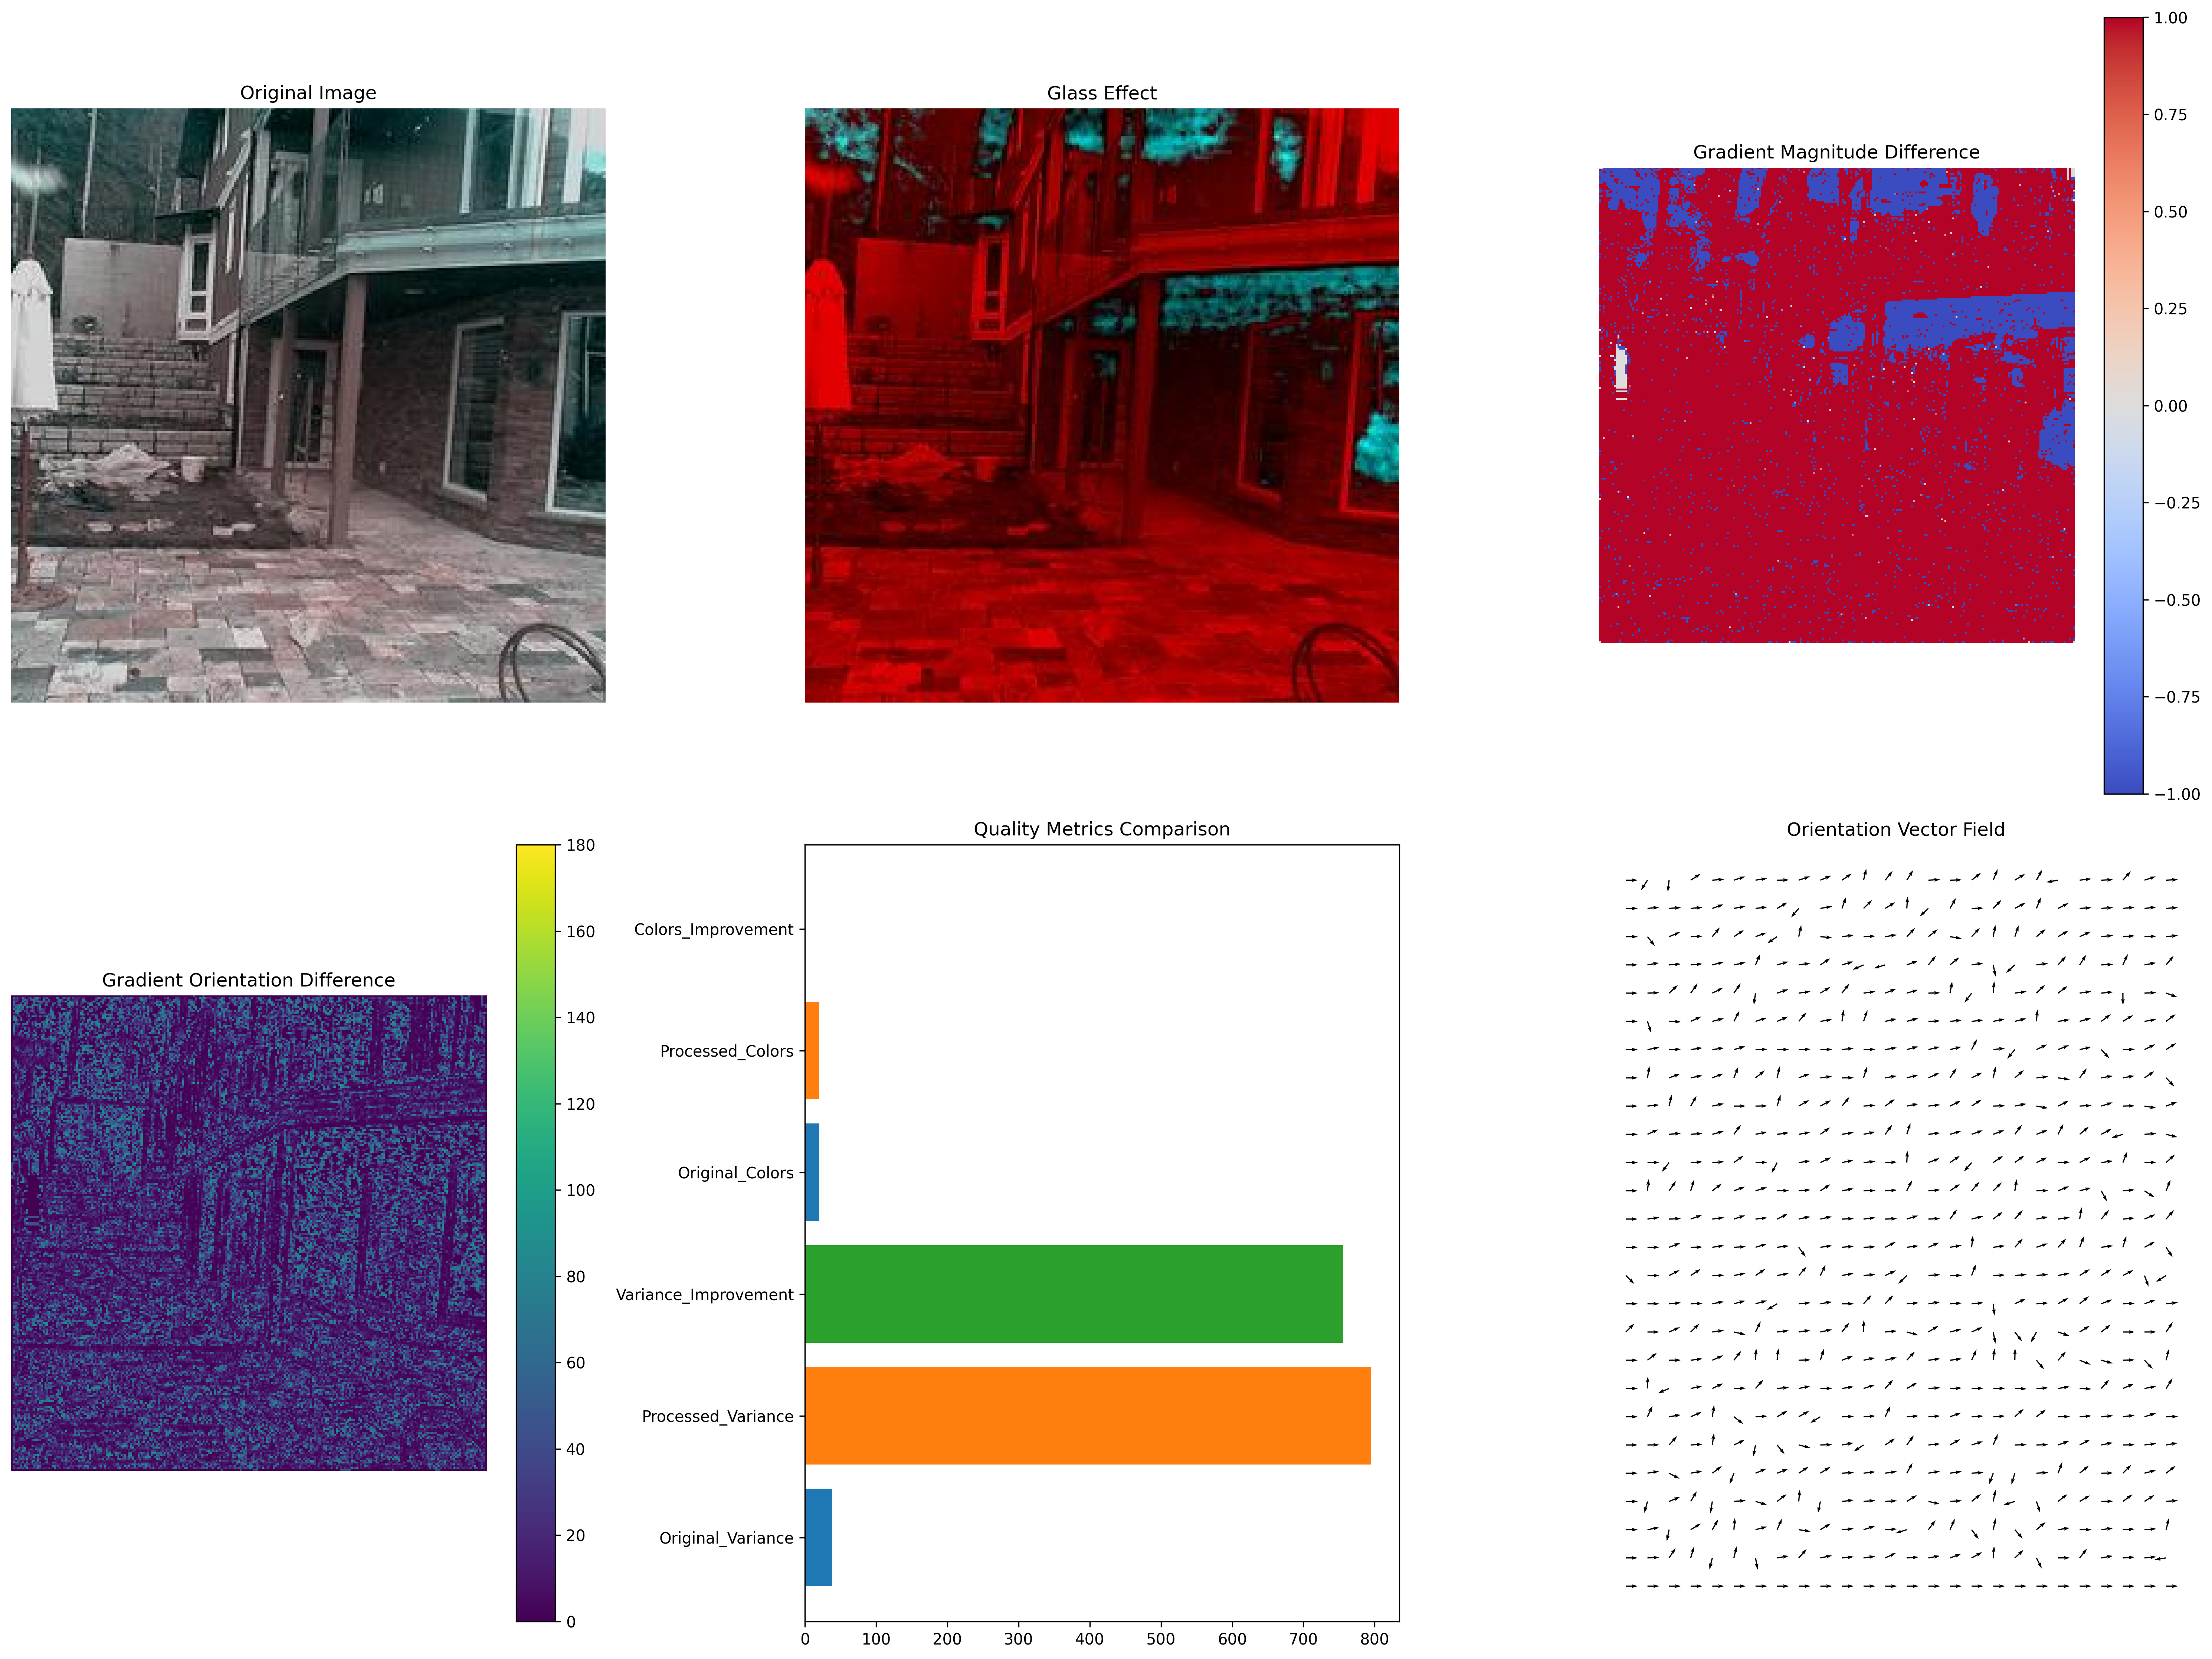 Original Image
Glass Effect
Gradient Magnitude Difference
1.00
0.75
0.50
0.25
0.00
−0.25
−0.50
−0.75
−1.00
Gradient Orientation Difference
180
160
140
120
100
80
60
40
20
0
Quality Metrics Comparison
Colors_Improvement
Processed_Colors
Original_Colors
Variance_Improvement
Processed_Variance
Original_Variance
0 100 200 300 400 500 600 700 800
Orientation Vector Field